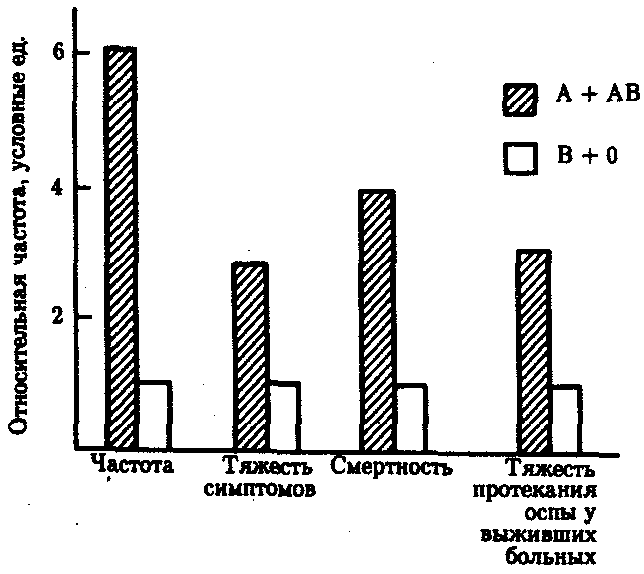 Относительная частота, условные ед.
6
4
2
A + AB
B + 0
Частота
Тяжесть
симптомов
Смертность
Тяжесть
протекания
оспы у
выживших
больных